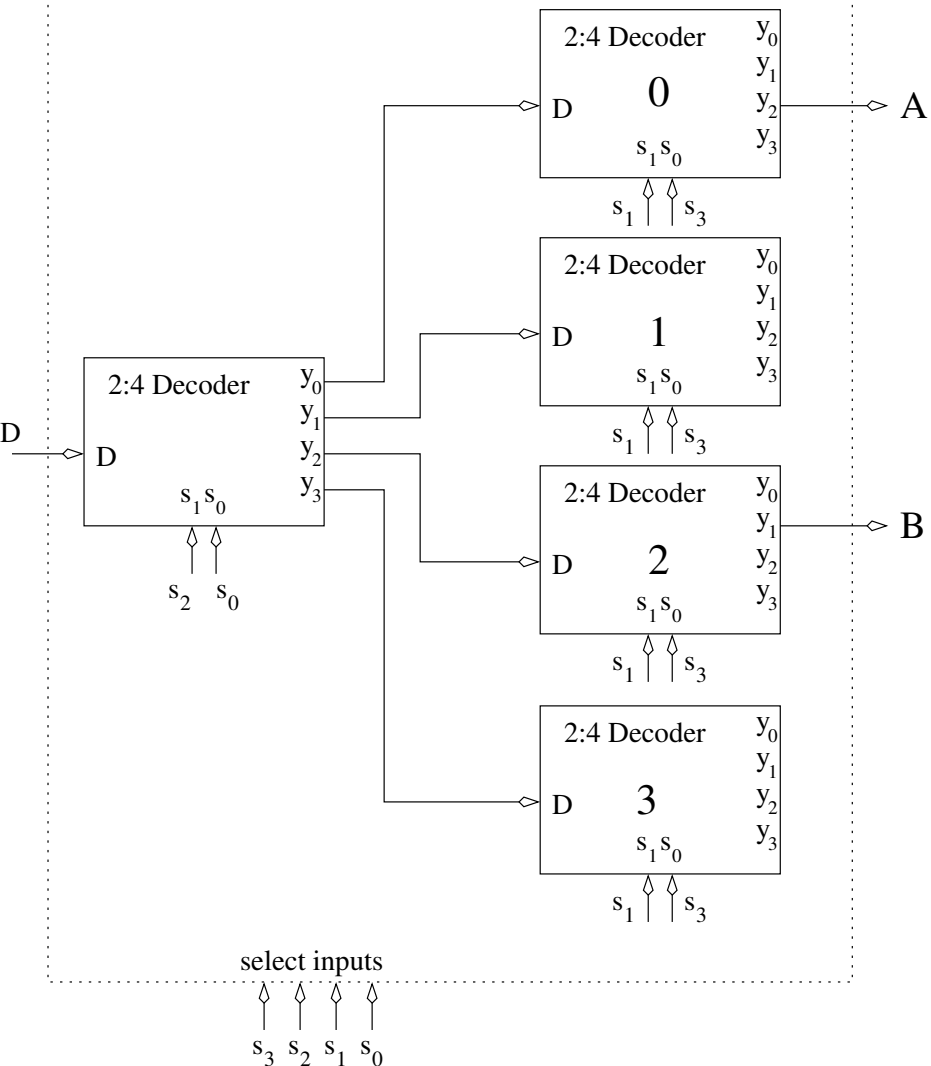 2:4 Decoder
0
D
y0
y1
y2
y3
s1 s0
s1 s3
A
2:4 Decoder
1
D
y0
y1
y2
y3
s1 s0
s1 s3
D
2:4 Decoder
D
y0
y1
y2
y3
s1 s0
s2 s0
2:4 Decoder
2
D
y0
y1
y2
y3
s1 s0
s1 s3
B
2:4 Decoder
3
D
y0
y1
y2
y3
s1 s0
s1 s3
select inputs
s3 s2 s1 s0